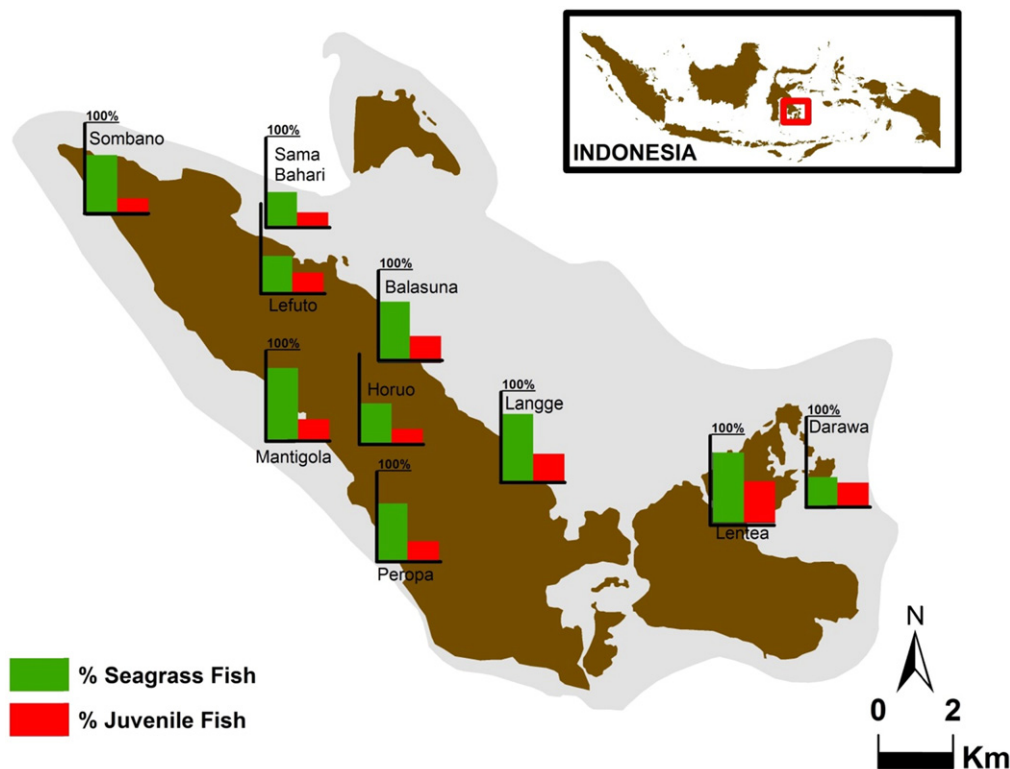 INDONESIA
100%
Sombano
100%
Sama
Bahari
Lefuto
100%
Balasuna
100%
Mantigola
Horuo
100%
Langge
100%
Peropa
100%
Lentea
100%
Darawa
% Seagrass Fish
% Juvenile Fish
N
0 2
Km